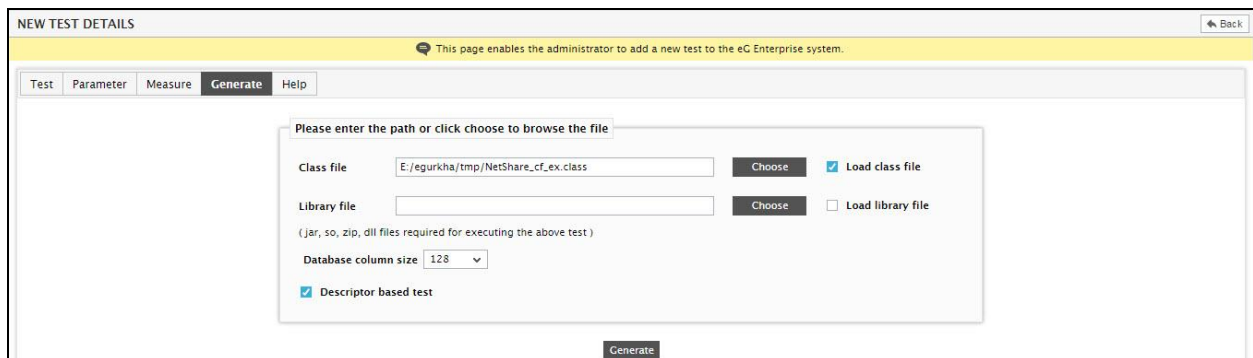 NEW TEST DETAILS Back
This page enables the administrator to add a new test to the eG Enterprise system.
Test Parameter Measure Generate Help
Please enter the path or click choose to browse the file
Class file E:/egurkha/tmp/NetShare_cf_ex.class Choose Load class file
Library file Choose Load library file
( jar, so, zip, dll files required for executing the above test )
Database column size 128
Descriptor based test
Generate